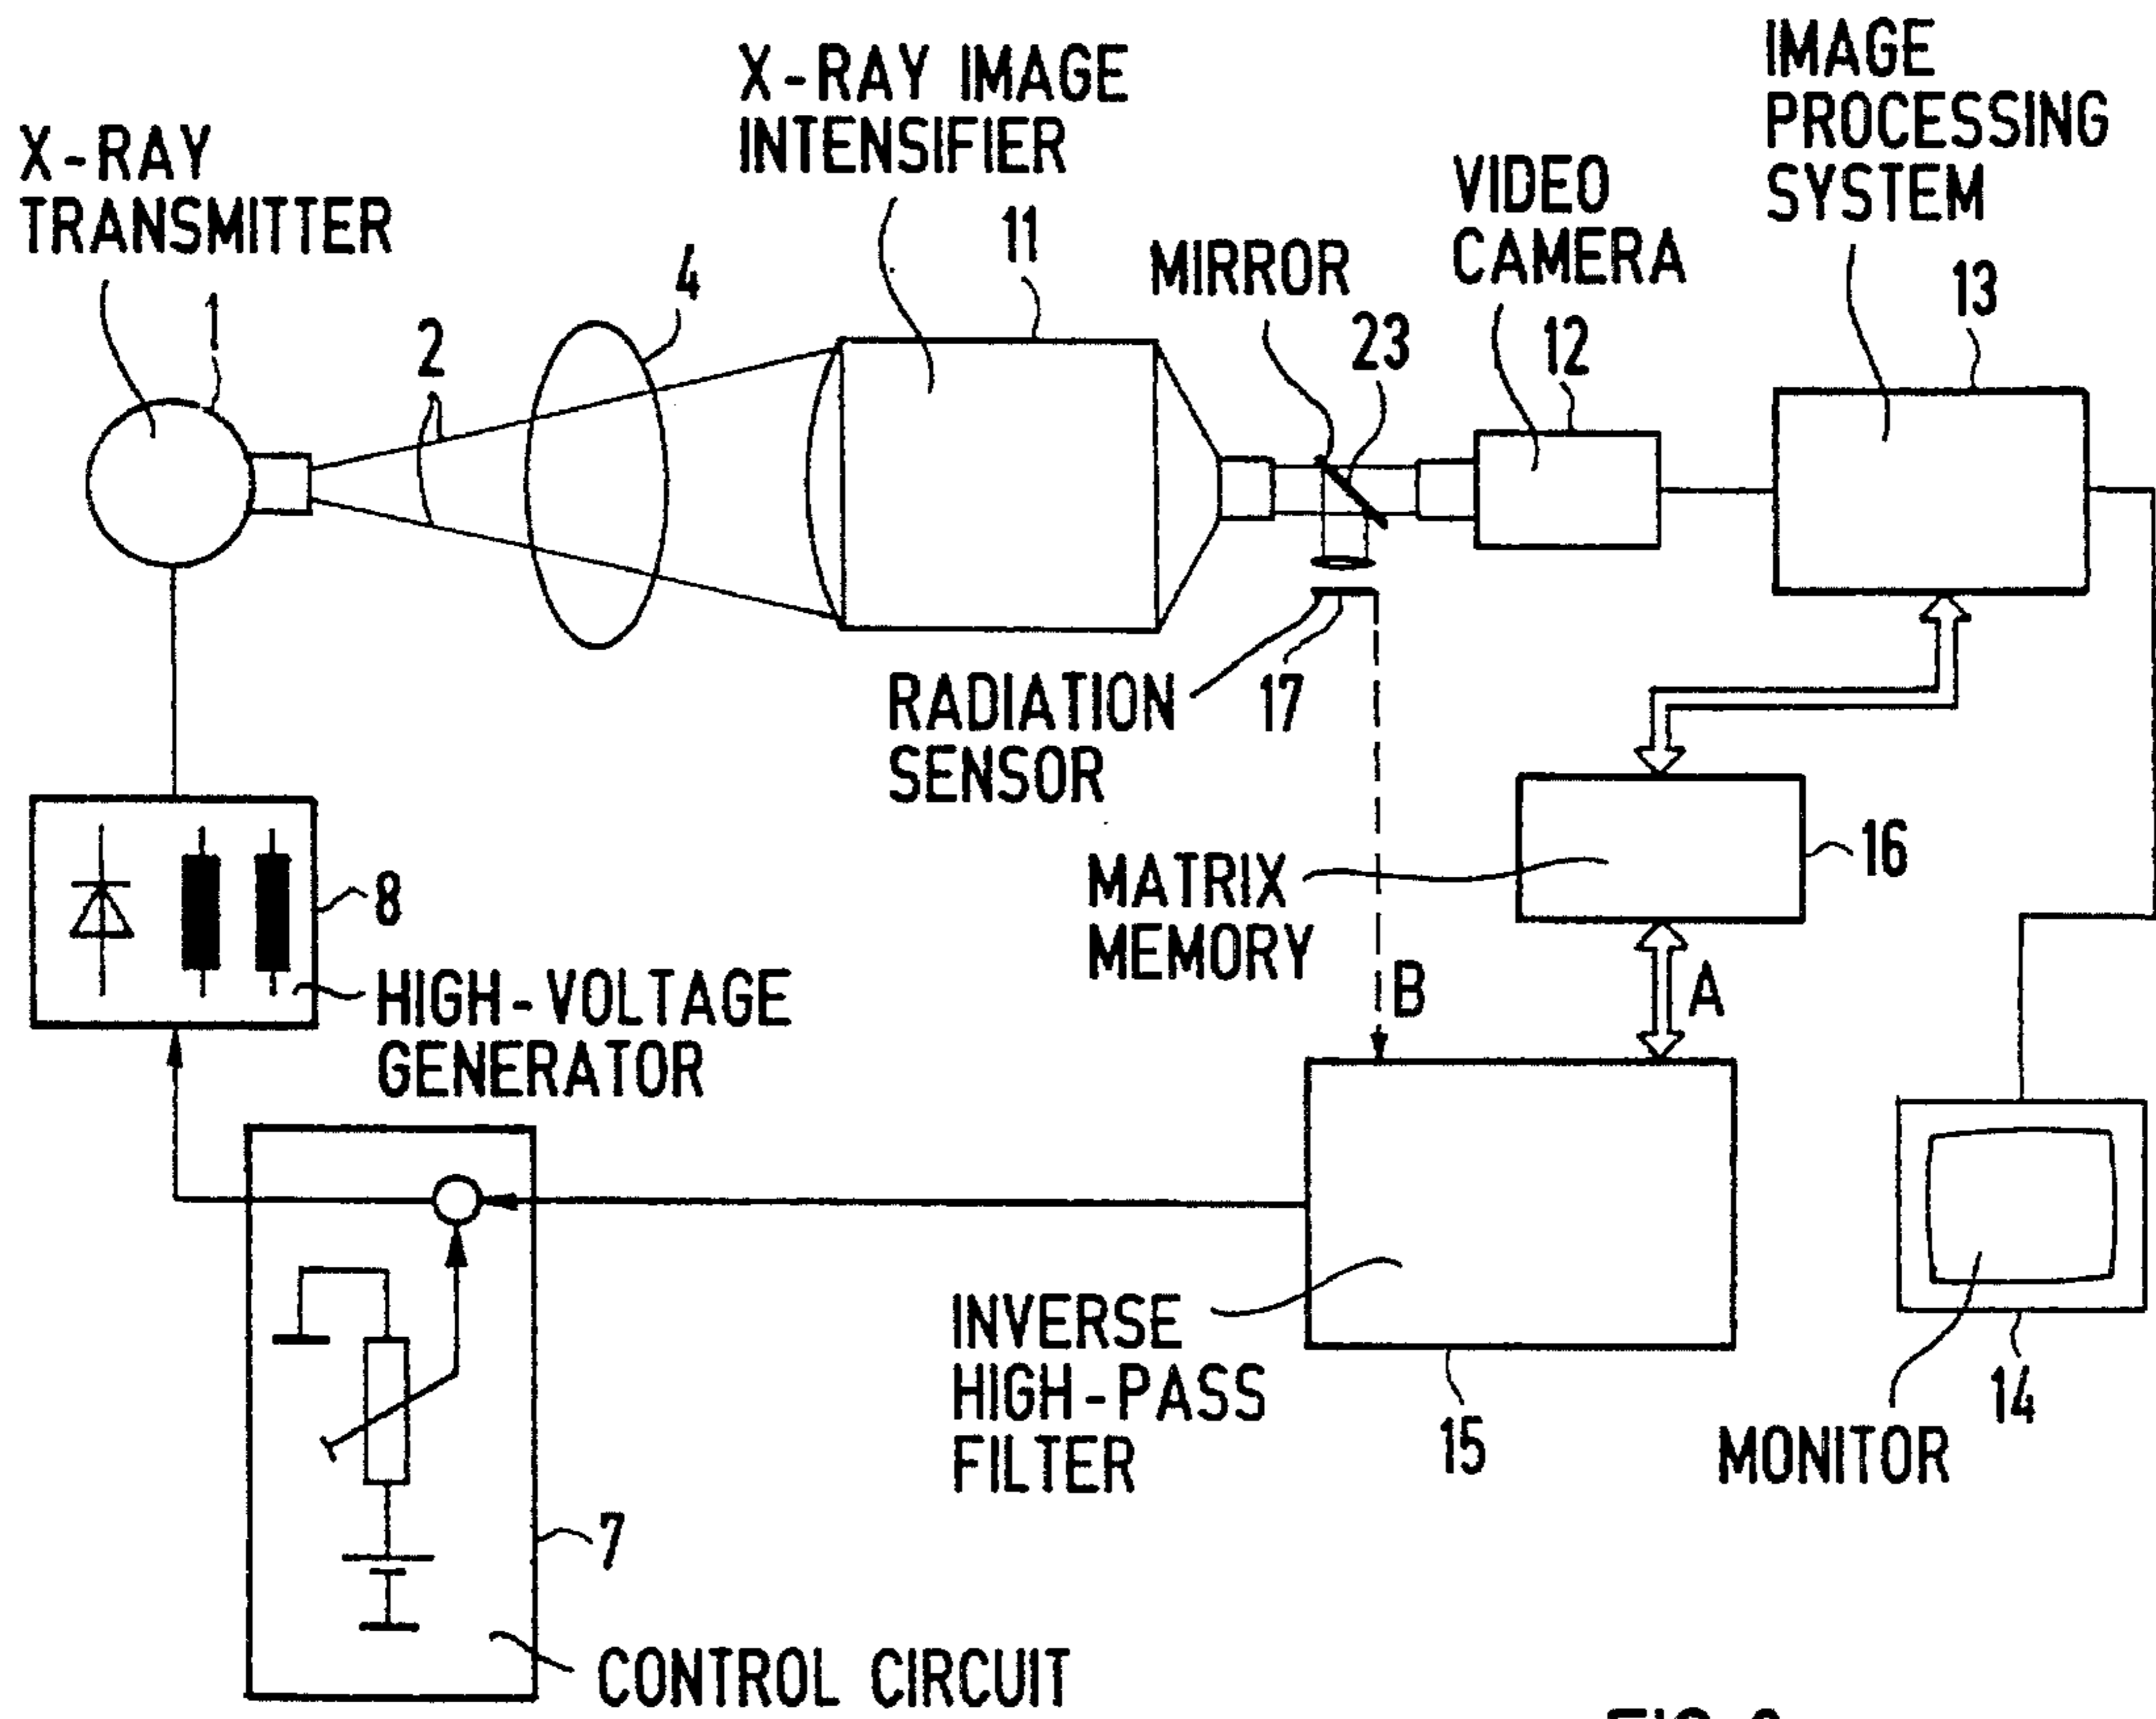 X-RAY
TRANSMITTER
1
2
4
X-RAY IMAGE
INTENSIFIER
11
MIRROR
23
VIDEO
CAMERA
12
IMAGE
PROCESSING
SYSTEM
13
RADIATION
SENSOR
17
MATRIX
MEMORY
16
8
HIGH-VOLTAGE
GENERATOR
B
A
INVERSE
HIGH-PASS
FILTER
15
MONITOR
14
7
CONTROL CIRCUIT